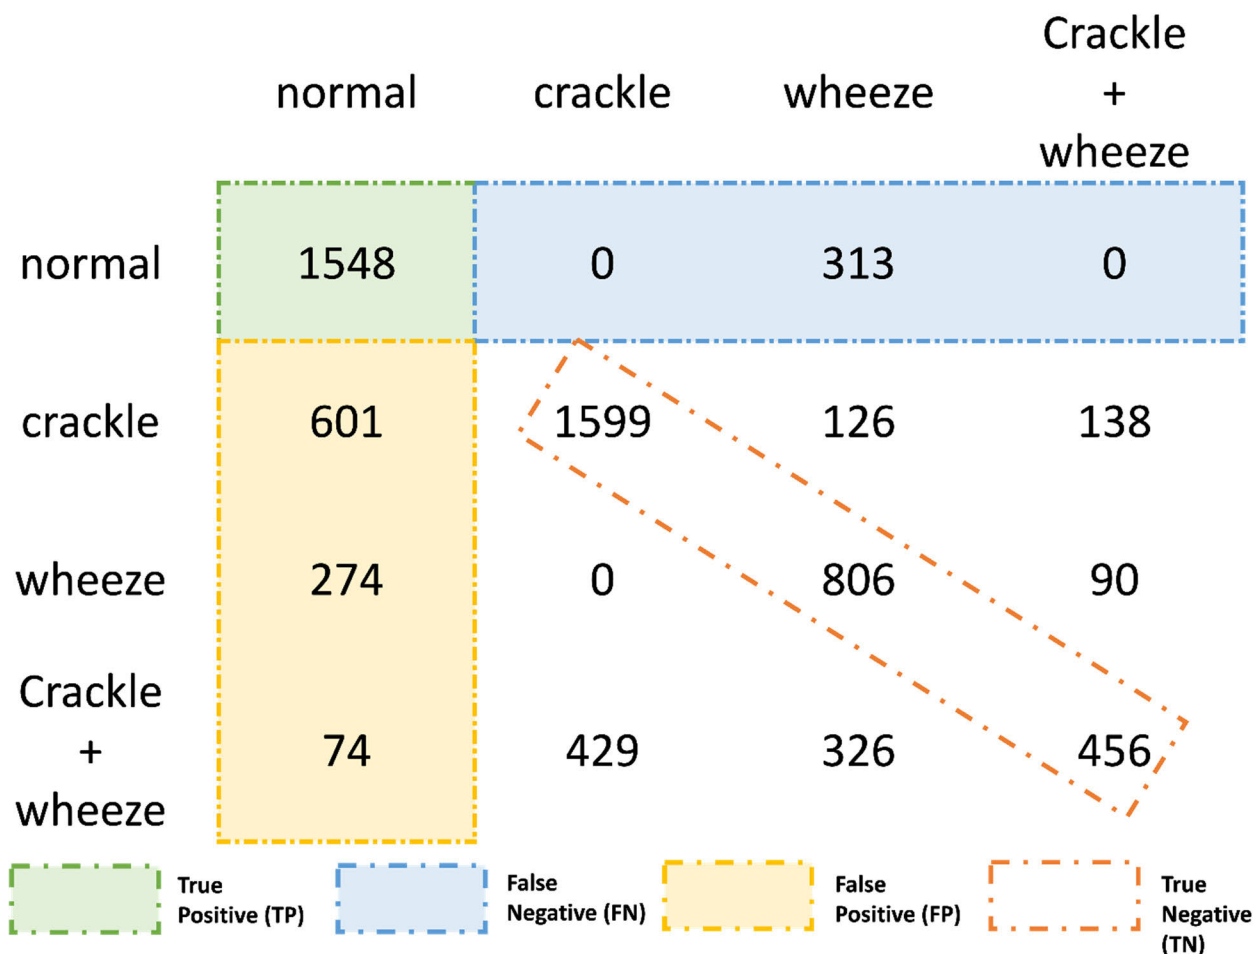 normal crackle wheeze Crackle
+
wheeze
normal 1548 0 313 0
crackle 601 1599 126 138
wheeze 274 0 806 90
Crackle
+
wheeze
74 429 326 456
True
Positive (TP)
False
Negative (FN)
False
Positive (FP)
True
Negative
(TN)